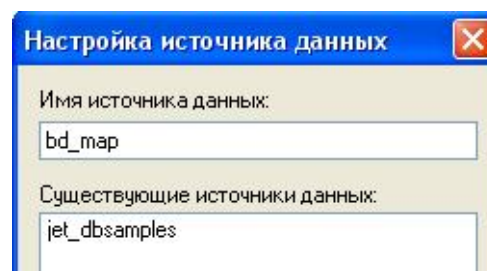 Настройка источника данных
Имя источника данных:
bd_map
Существующие источники данных:
jet_dbsamples